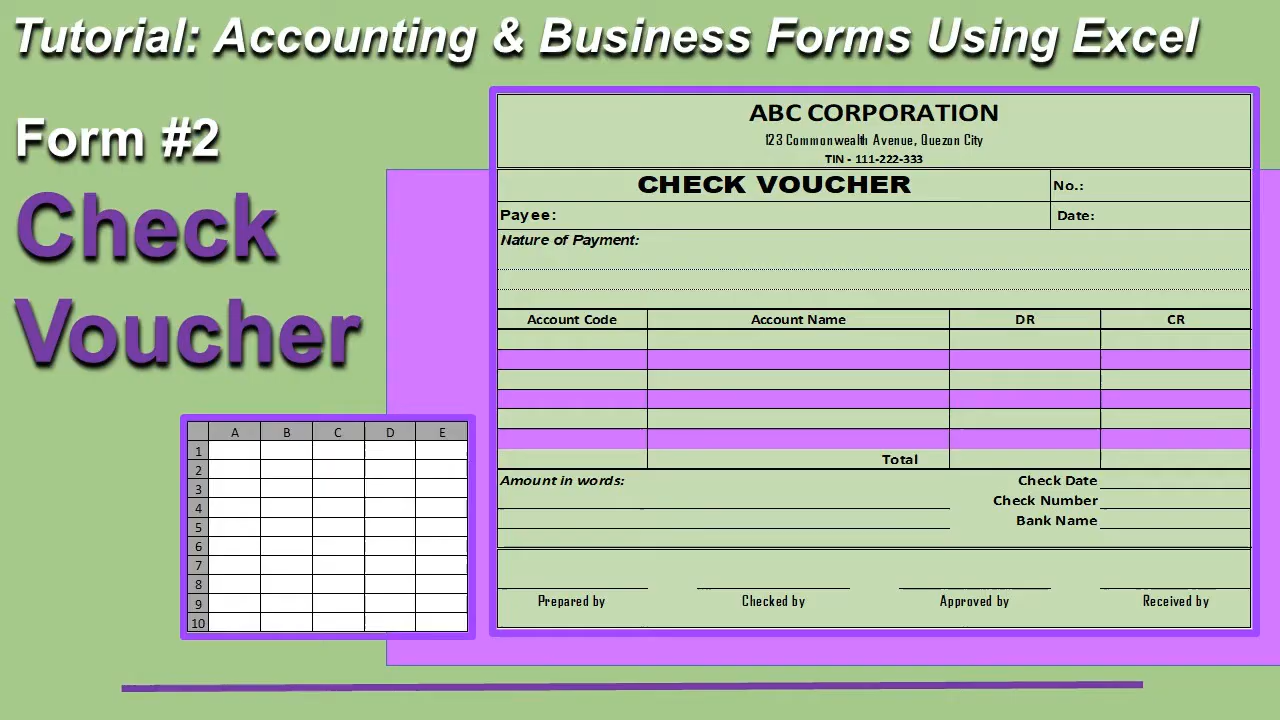 Tutorial: Accounting & Business Forms Using Excel
Form #2
Check
Voucher
ABC CORPORATION
123 Commonwealth Avenue, Quezon City
TIN - 111-222-333
CHECK VOUCHER No.:
Payee: Date:
Nature of Payment:
Account Code Account Name DR CR
Total
Amount in words: Check Date
Check Number
Bank Name
Prepared by Checked by Approved by Received by
A B C D E
1
2
3
4
5
6
7
8
9
10